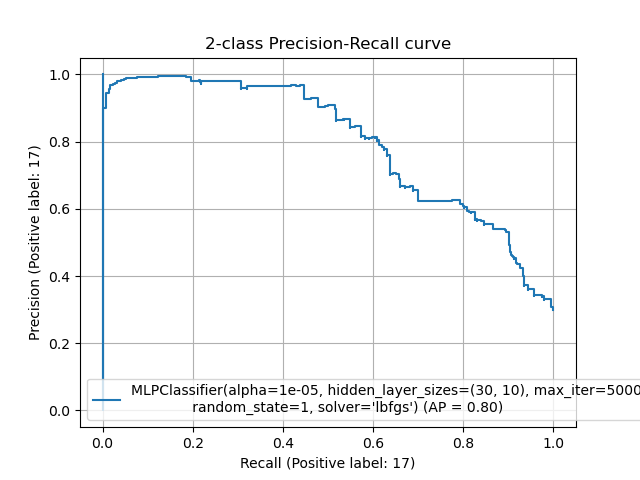 2-class Precision-Recall curve
1.0
0.8
0.6
0.4
0.2
0.0
Precision (Positive label: 17)
MLPClassifier(alpha=1e-05, hidden_layer_sizes=(30, 10), max_iter=5000
random_state=1, solver='lbfgs') (AP = 0.80)
0.0 0.2 0.4 0.6 0.8 1.0
Recall (Positive label: 17)